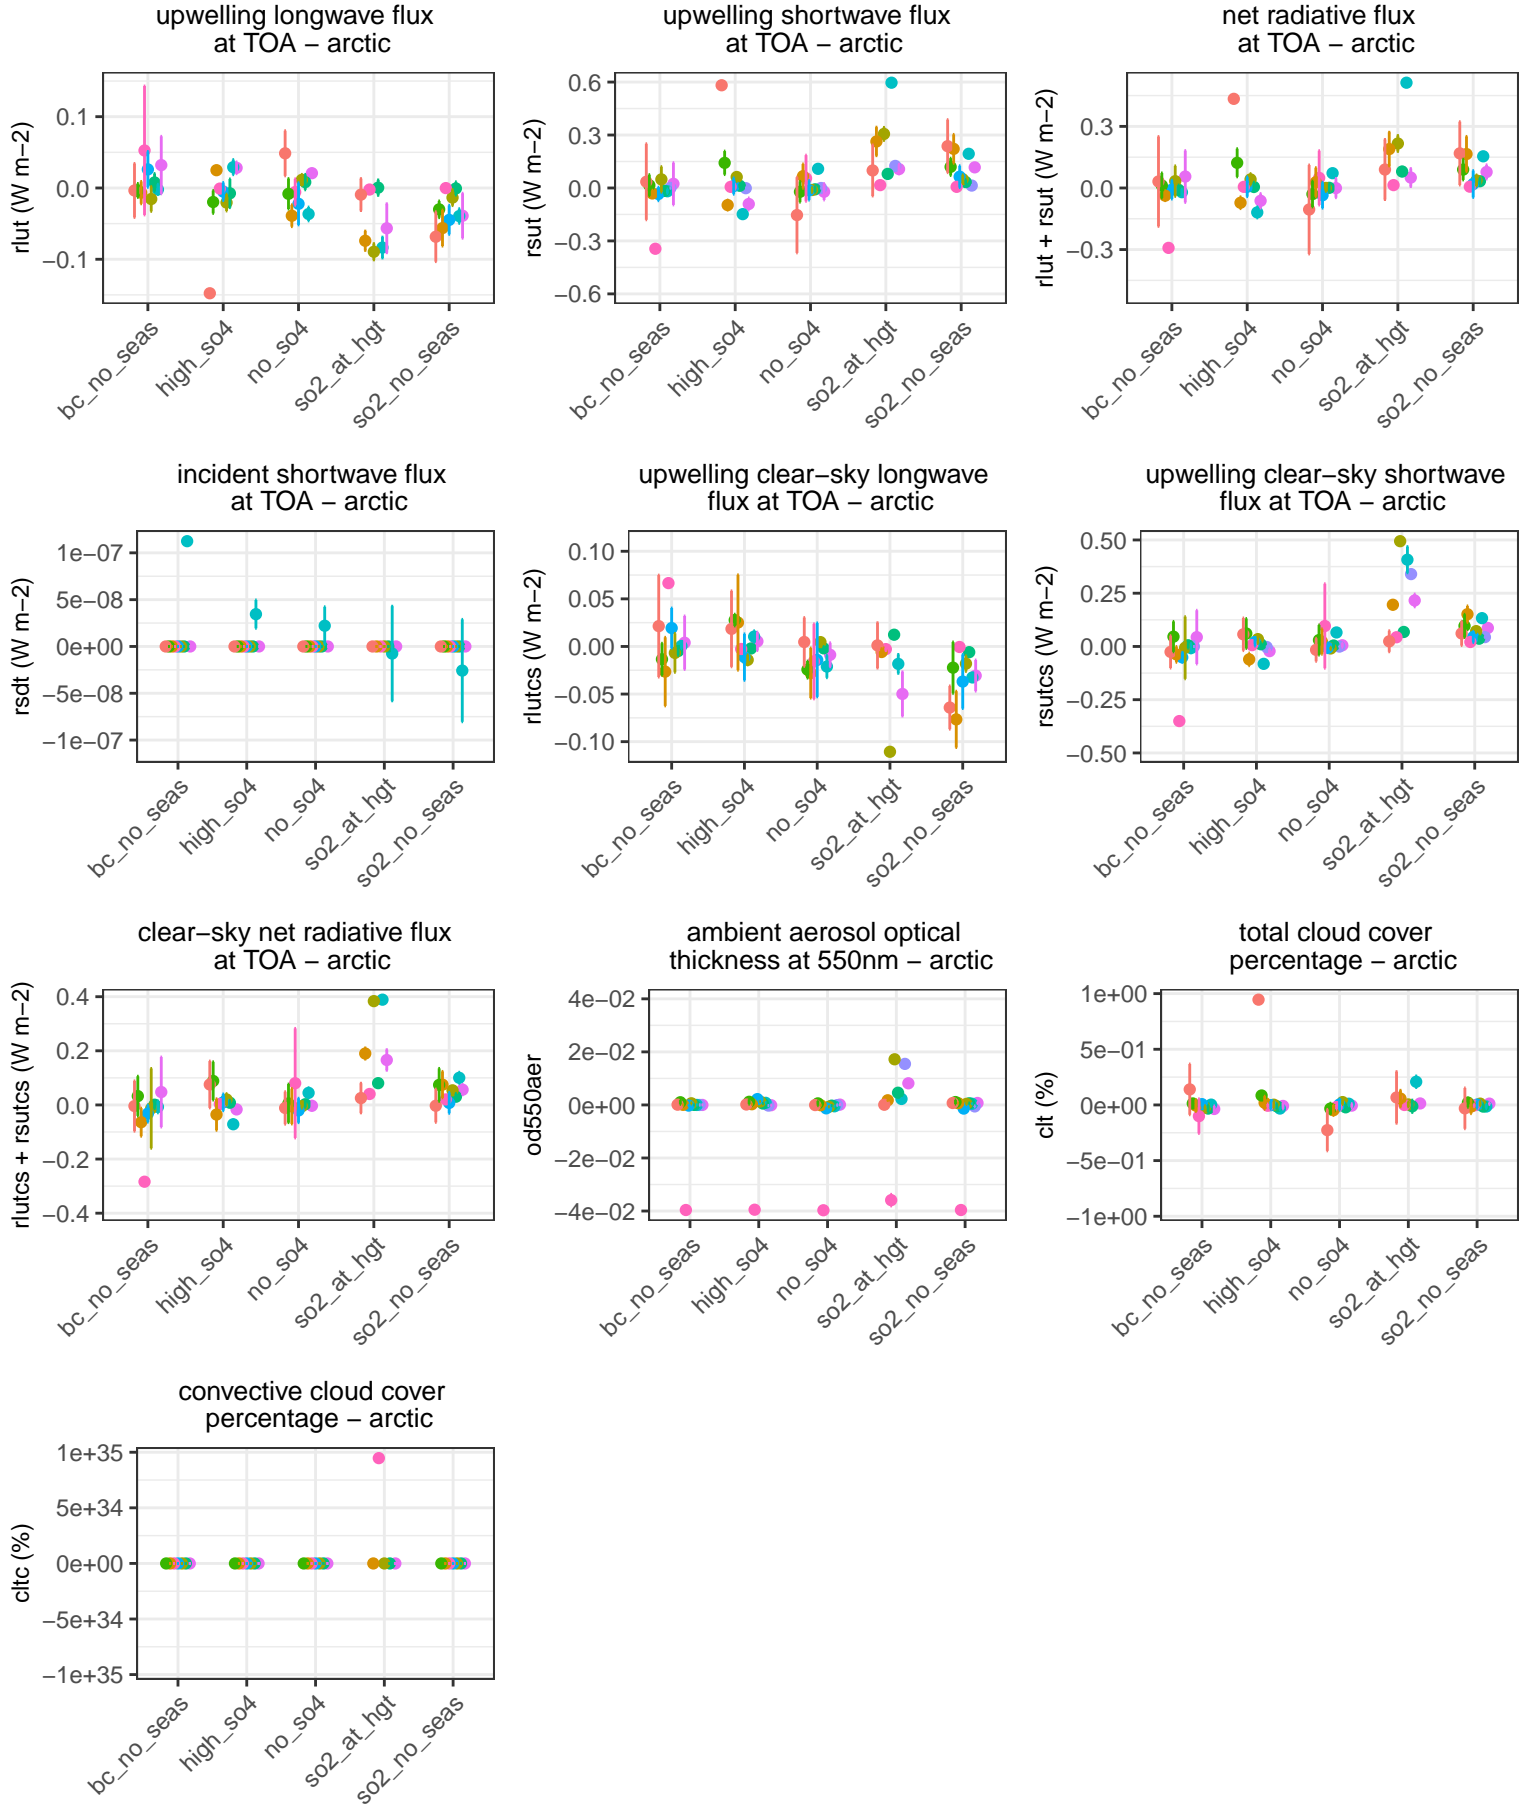 upwelling longwave flux
at TOA − arctic
rlut (W m−2)
0.1
0.0
−0.1
bc_no_seas
high_so4
no_so4
so2_at_hgt
so2_no_seas
upwelling shortwave flux
at TOA − arctic
rsut (W m−2)
0.6
0.3
0.0
−0.3
−0.6
bc_no_seas
high_so4
no_so4
so2_at_hgt
so2_no_seas
net radiative flux
at TOA − arctic
rlut + rsut (W m−2)
0.3
0.0
−0.3
bc_no_seas
high_so4
no_so4
so2_at_hgt
so2_no_seas
incident shortwave flux
at TOA − arctic
rsdt (W m−2)
1e−07
5e−08
0e+00
−5e−08
−1e−07
bc_no_seas
high_so4
no_so4
so2_at_hgt
so2_no_seas
upwelling clear−sky longwave
flux at TOA − arctic
rlutcs (W m−2)
0.10
0.05
0.00
−0.05
−0.10
bc_no_seas
high_so4
no_so4
so2_at_hgt
so2_no_seas
upwelling clear−sky shortwave
flux at TOA − arctic
rsutcs (W m−2)
0.50
0.25
0.00
−0.25
−0.50
bc_no_seas
high_so4
no_so4
so2_at_hgt
so2_no_seas
clear−sky net radiative flux
at TOA − arctic
rlutcs + rsutcs (W m−2)
0.4
0.2
0.0
−0.2
−0.4
bc_no_seas
high_so4
no_so4
so2_at_hgt
so2_no_seas
ambient aerosol optical
thickness at 550nm − arctic
od550aer
4e−02
2e−02
0e+00
−2e−02
−4e−02
bc_no_seas
high_so4
no_so4
so2_at_hgt
so2_no_seas
total cloud cover
percentage − arctic
clt (%)
1e+00
5e−01
0e+00
−5e−01
−1e+00
bc_no_seas
high_so4
no_so4
so2_at_hgt
so2_no_seas
convective cloud cover
percentage − arctic
cltc (%)
1e+35
5e+34
0e+00
−5e+34
−1e+35
bc_no_seas
high_so4
no_so4
so2_at_hgt
so2_no_seas